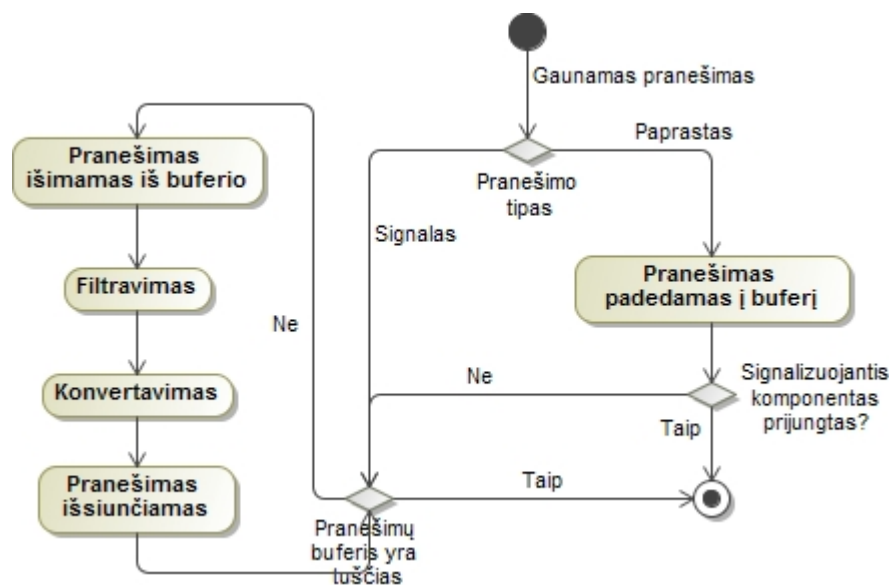 Gaunamas pranešimas
Paprastas
Pranešimo
tipas
Signalas
Pranešimas
išimamas iš buferio
Filtravimas
Konvertavimas
Pranešimas
išsiunčiamas
Ne
Pranešimas
padedamas į buferį
Signalizuojantis
komponentas
prijungtas?
Ne
Taip
Taip
Pranešimų
buferis yra
tuščias